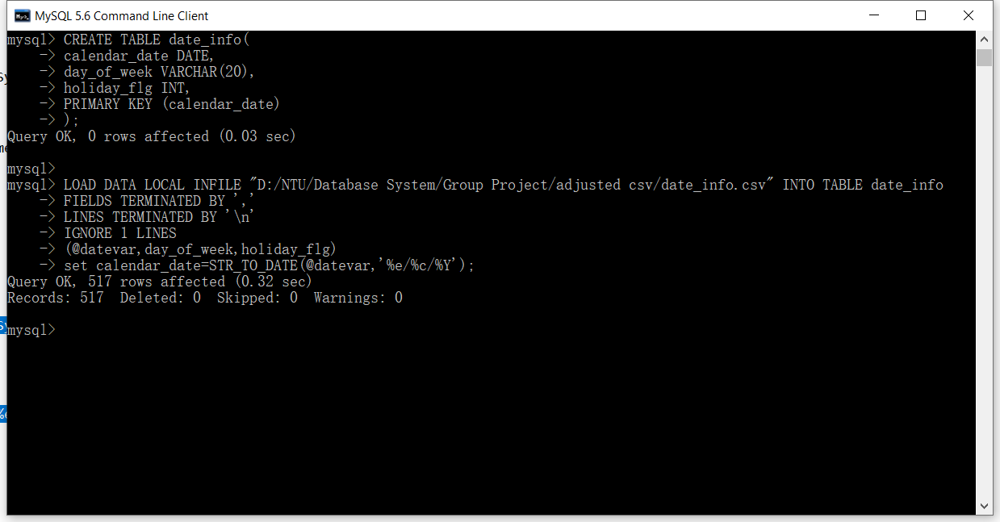 MySQL 5.6 Command Line Client
mysql> CREATE TABLE date_info(
    -> calendar_date DATE,
    -> day_of_week VARCHAR(20),
    -> holiday_flg INT,
    -> PRIMARY KEY (calendar_date)
    -> );
Query OK, 0 rows affected (0.03 sec)
mysql>
mysql> LOAD DATA LOCAL INFILE "D:/NTU/Database System/Group Project/adjusted csv/date_info.csv" INTO TABLE date_info
    -> FIELDS TERMINATED BY ','
    -> LINES TERMINATED BY '\n'
    -> IGNORE 1 LINES
    -> (@datevar,day_of_week,holiday_flg)
    -> set calendar_date=STR_TO_DATE(@datevar,'%e/%c/%Y');
Query OK, 517 rows affected (0.32 sec)
Records: 517  Deleted: 0  Skipped: 0  Warnings: 0
mysql>